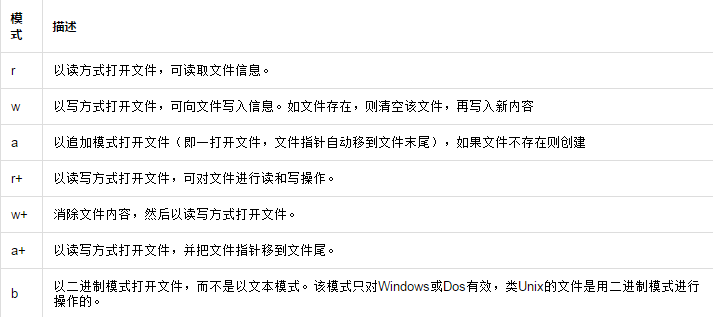 模
式
描述
r
以读方式打开文件，可读取文件信息。
w
以写方式打开文件，可向文件写入信息。如文件存在，则清空该文件，再写入新内容
a
以追加模式打开文件（即一打开文件，文件指针自动移到文件末尾），如果文件不存在则创建
r+
以读写方式打开文件，可对文件进行读和写操作。
w+
消除文件内容，然后以读写方式打开文件。
a+
以读写方式打开文件，并把文件指针移到文件尾。
b
以二进制模式打开文件，而不是以文本模式。该模式只对Windows或Dos有效，类Unix的文件是用二进制模式进行
操作的。